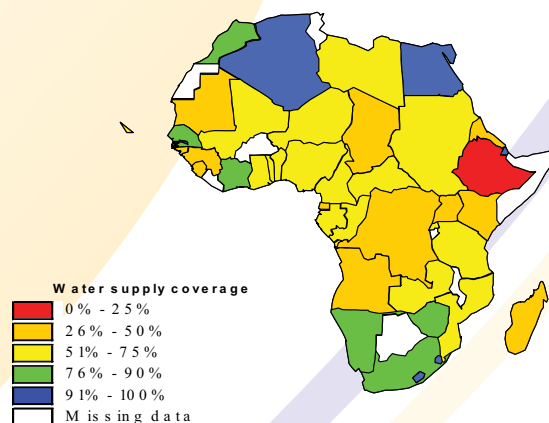 Water supply coverage
0% - 25%
26% - 50%
51% - 75%
76% - 90%
91% - 100%
Missing data